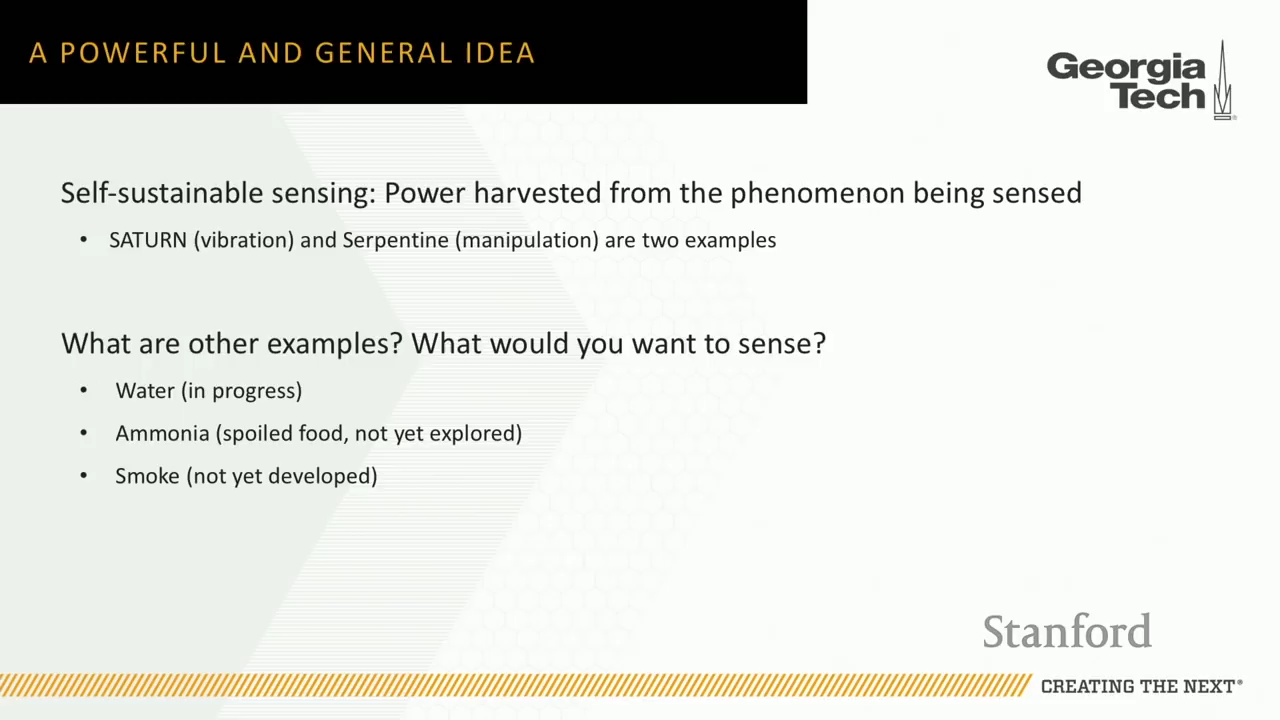 A POWERFUL AND GENERAL IDEA
Georgia
Tech
Self-sustainable sensing: Power harvested from the phenomenon being sensed
• SATURN (vibration) and Serpentine (manipulation) are two examples
What are other examples? What would you want to sense?
• Water (in progress)
• Ammonia (spoiled food, not yet explored)
• Smoke (not yet developed)
Stanford
CREATING THE NEXT®